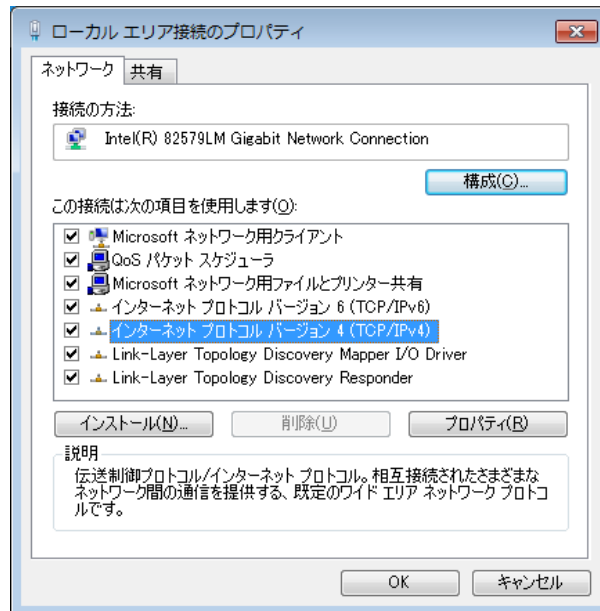 ローカル エリア接続のプロパティ
ネットワーク 共有
接続の方法:
Intel(R) 82579LM Gigabit Network Connection
構成(C)...
この接続は次の項目を使用します(O):
Microsoft ネットワーク用クライアント
QoS パケット スケジューラ
Microsoft ネットワーク用ファイルとプリンター共有
インターネット プロトコル バージョン 6 (TCP/IPv6)
インターネット プロトコル バージョン 4 (TCP/IPv4)
Link-Layer Topology Discovery Mapper I/O Driver
Link-Layer Topology Discovery Responder
インストール(N)... 削除(U) プロパティ(R)
説明
伝送制御プロトコル/インターネット プロトコル。相互接続されたさまざまな
ネットワーク間の通信を提供する、既定のワイド エリア ネットワーク プロトコ
ルです。
OK キャンセル